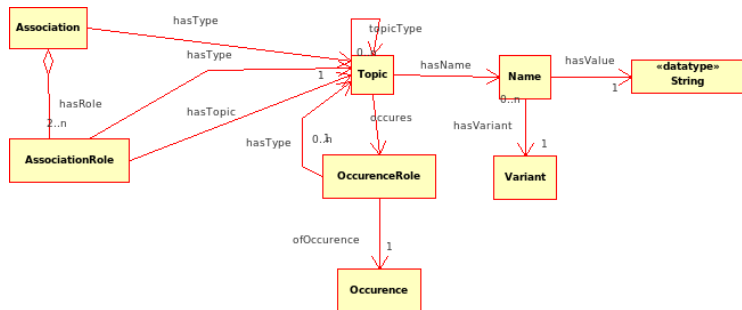 Association
hasType
topicType
0..n
hasType
1
Topic
hasName
Name
0..n
hasValue
1
«datatype»
String
hasRole
2..n
hasTopic
AssociationRole
hasType
0..n
1
occures
OccurenceRole
hasVariant
1
Variant
ofOccurence
1
Occurence